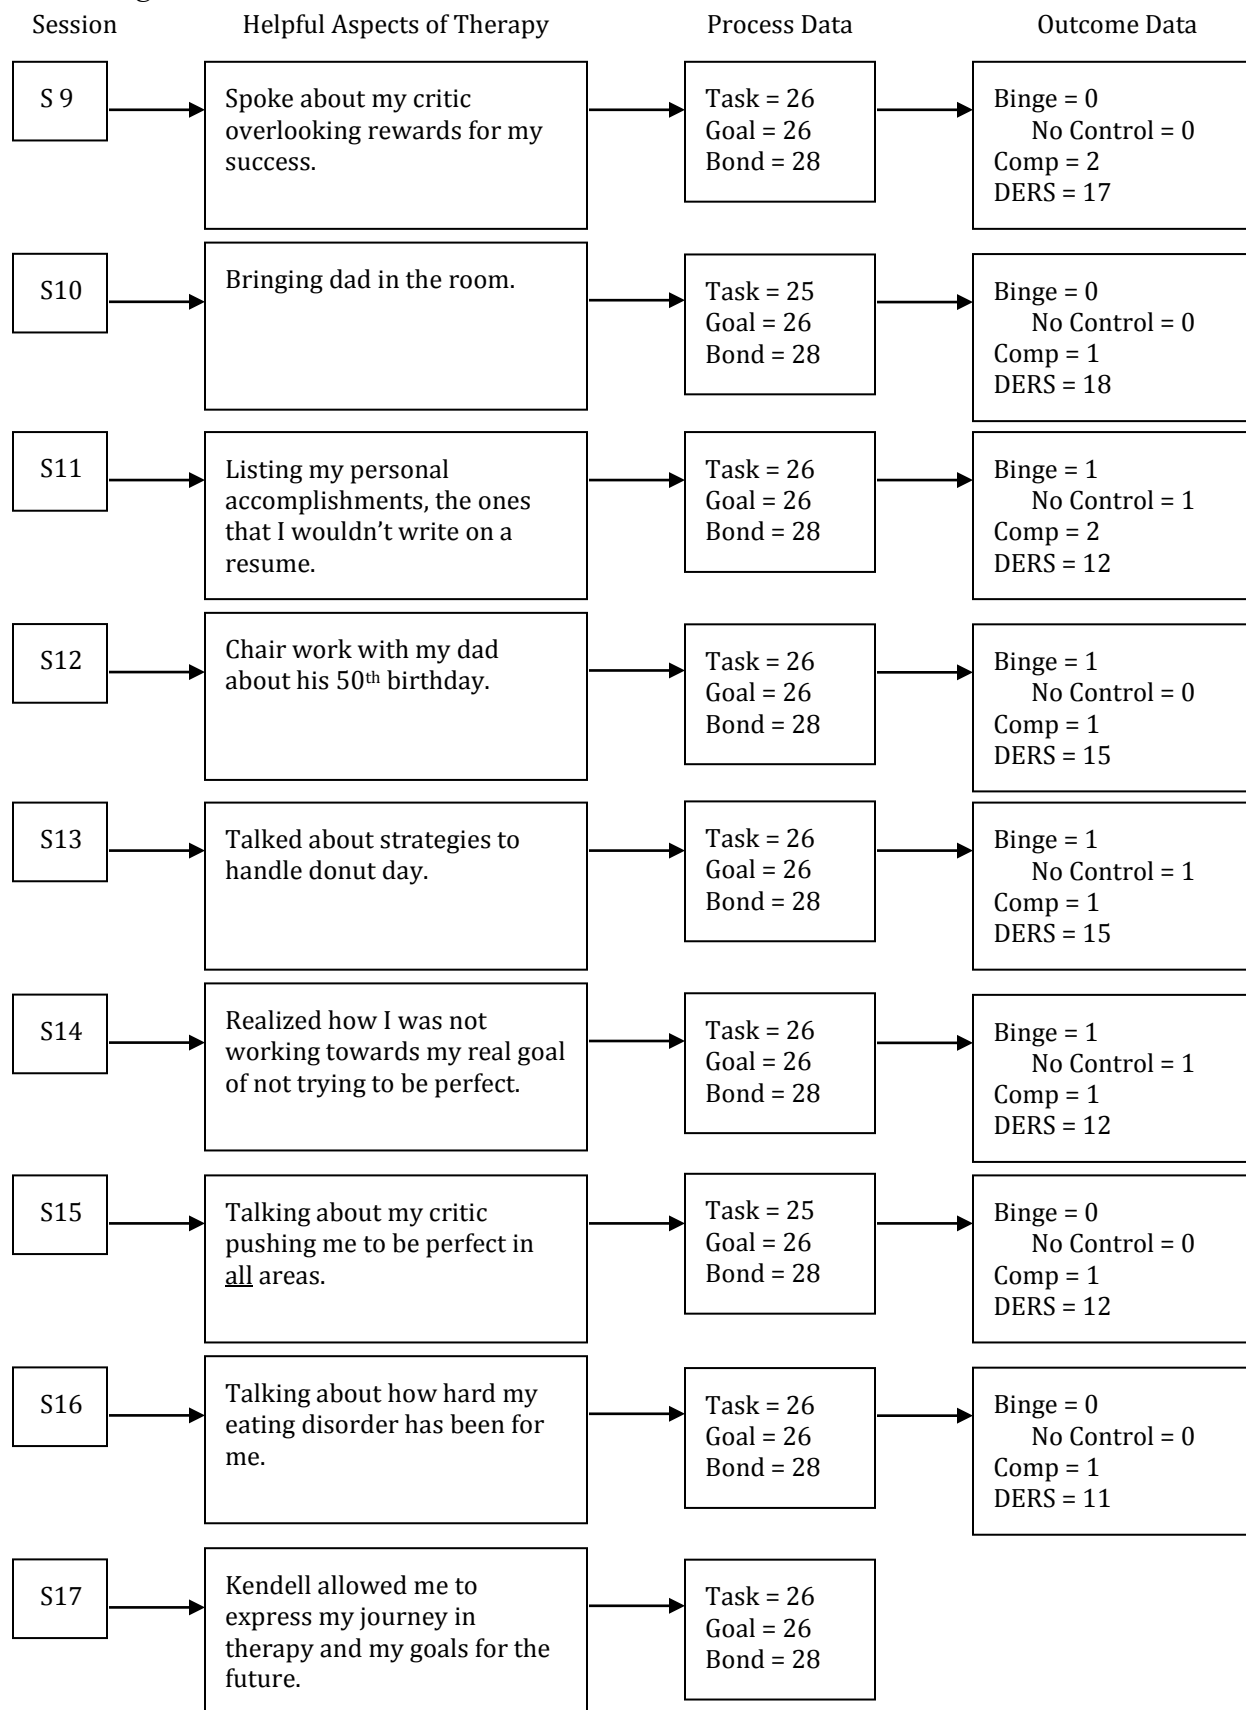 Session Helpful Aspects of Therapy Process Data Outcome Data
S 9
Spoke about my critic
overlooking rewards for my
success.
Task = 26
Goal = 26
Bond = 28
Binge = 0
No Control = 0
Comp = 2
DERS = 17
S10
Bringing dad in the room.
Task = 25
Goal = 26
Bond = 28
Binge = 0
No Control = 0
Comp = 1
DERS = 18
S11
Listing my personal
accomplishments, the ones
that I wouldn't write on a
resume.
Task = 26
Goal = 26
Bond = 28
Binge = 1
No Control = 1
Comp = 2
DERS = 12
S12
Chair work with my dad
about his 50th birthday.
Task = 26
Goal = 26
Bond = 28
Binge = 1
No Control = 0
Comp = 1
DERS = 15
S13
Talked about strategies to
handle donut day.
Task = 26
Goal = 26
Bond = 28
Binge = 1
No Control = 1
Comp = 1
DERS = 15
S14
Realized how I was not
working towards my real goal
of not trying to be perfect.
Task = 26
Goal = 26
Bond = 28
Binge = 1
No Control = 1
Comp = 1
DERS = 12
S15
Talking about my critic
pushing me to be perfect in
all areas.
Task = 25
Goal = 26
Bond = 28
Binge = 0
No Control = 0
Comp = 1
DERS = 12
S16
Talking about how hard my
eating disorder has been for
me.
Task = 26
Goal = 26
Bond = 28
Binge = 0
No Control = 0
Comp = 1
DERS = 11
S17
Kendell allowed me to
express my journey in
therapy and my goals for the
future.
Task = 26
Goal = 26
Bond = 28